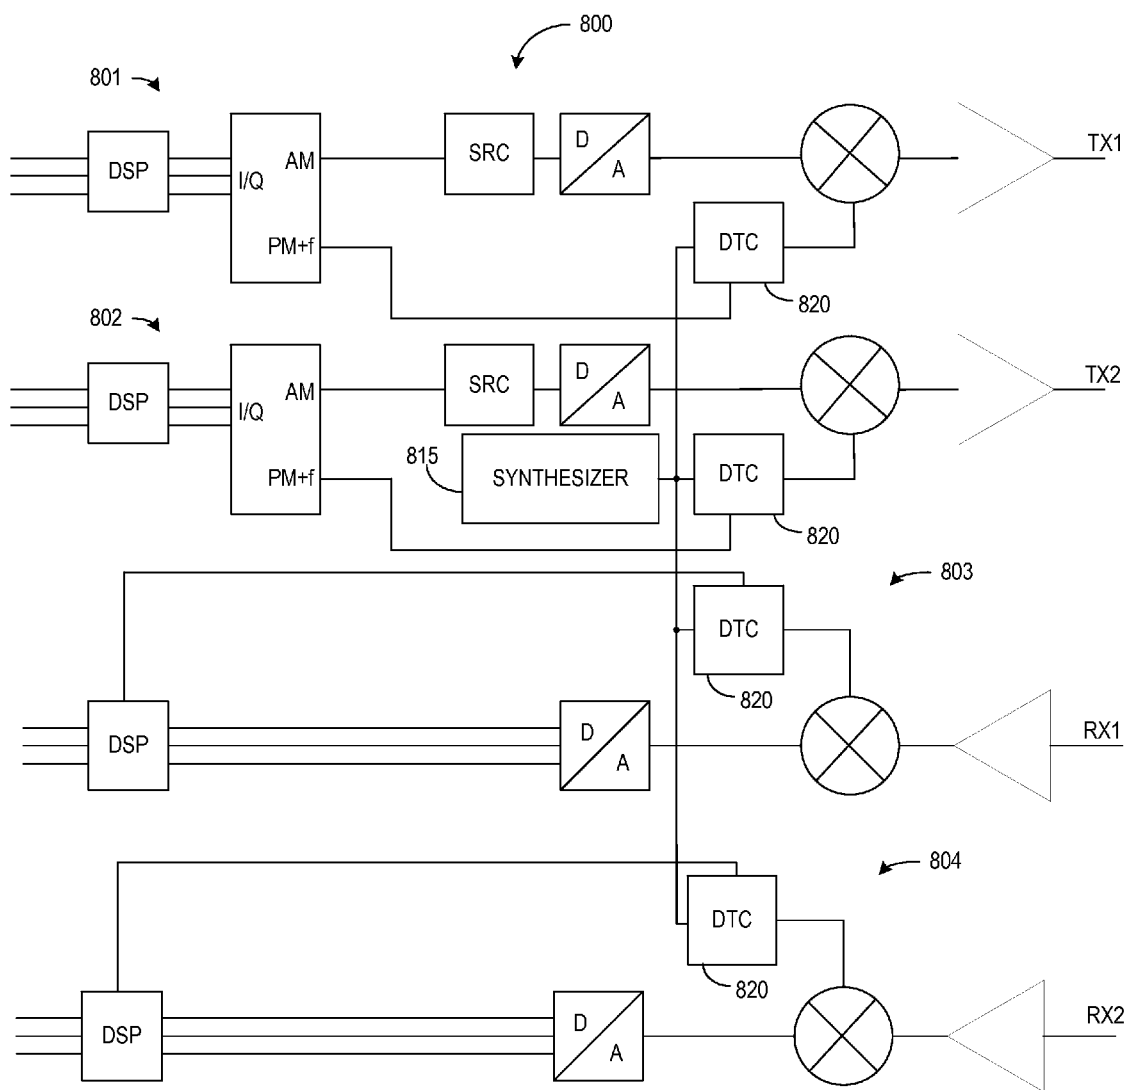 800
801
DSP
I/Q
AM
PM+f
SRC
D
A
DTC
820
TX1
802
DSP
I/Q
AM
PM+f
SRC
D
A
815
SYNTHESIZER
DTC
820
TX2
803
DTC
820
DSP
D
A
RX1
804
DTC
820
DSP
D
A
RX2